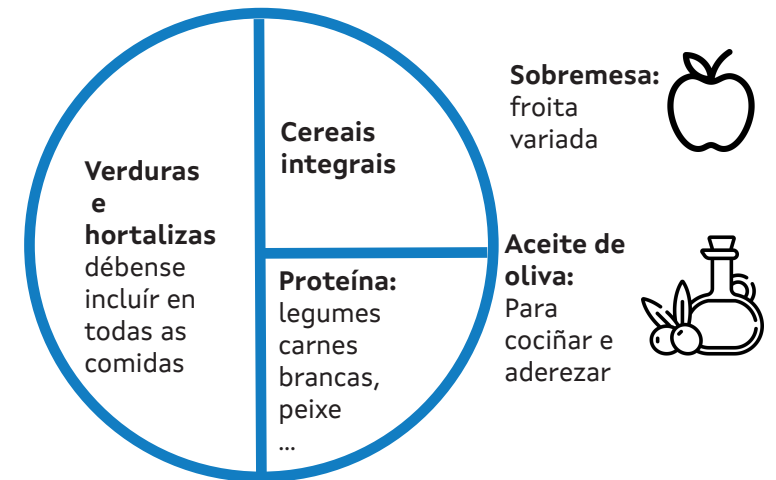 Verduras
e
hortalizas
débense
incluír en
todas as
comidas
Cereais
integrais
Proteína:
legumes
carnes
brancas,
peixe
...
Sobremesa:
froita
variada
Aceite de
oliva:
Para
cociñar e
aderezar